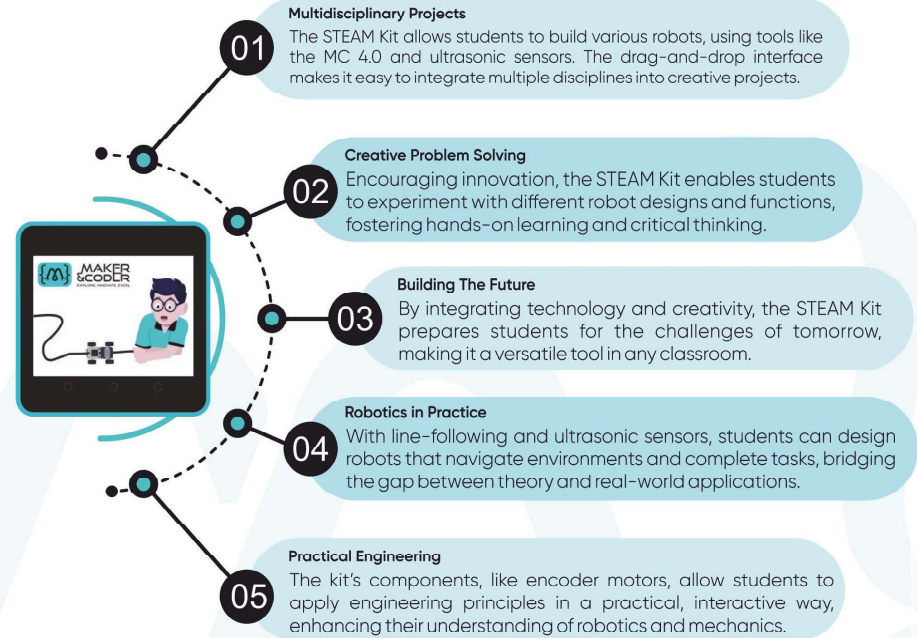 01
Multidisciplinary Projects
The STEAM Kit allows students to build various robots, using tools like
the MC 4.0 and ultrasonic sensors. The drag-and-drop interface
makes it easy to integrate multiple disciplines into creative projects.
02
Creative Problem Solving
Encouraging innovation, the STEAM Kit enables students
to experiment with different robot designs and functions,
fostering hands-on learning and critical thinking.
{m} MAKER
&CODER
EXPLORE, INNOVATE, EXCEL
03
Building The Future
By integrating technology and creativity, the STEAM Kit
prepares students for the challenges of tomorrow,
making it a versatile tool in any classroom.
04
Robotics in Practice
With line-following and ultrasonic sensors, students can design
robots that navigate environments and complete tasks, bridging
the gap between theory and real-world applications.
05
Practical Engineering
The kit's components, like encoder motors, allow students to
apply engineering principles in a practical, interactive way,
enhancing their understanding of robotics and mechanics.